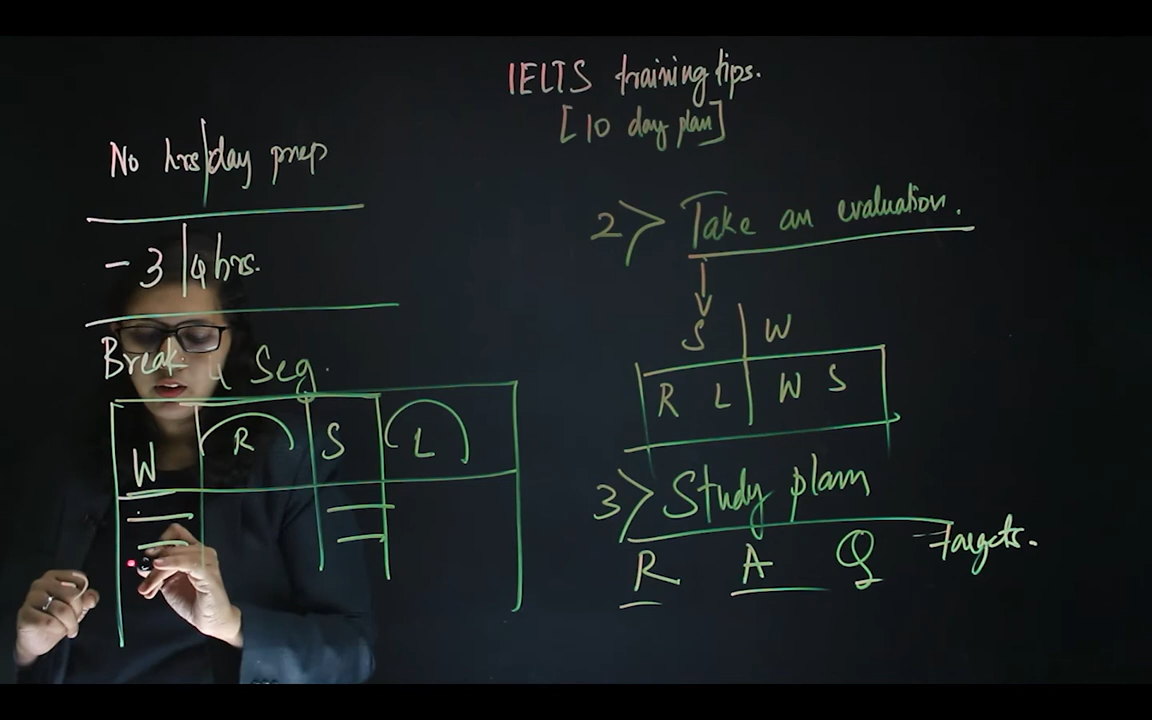 IELTS training tips.
[10 day plan]
No hrs/day prep
- 3/4 hrs.
Break 4 Seg.
W R S L
2> Take an evaluation.
S W
R L W S
3> Study plan
R A Q - Targets.